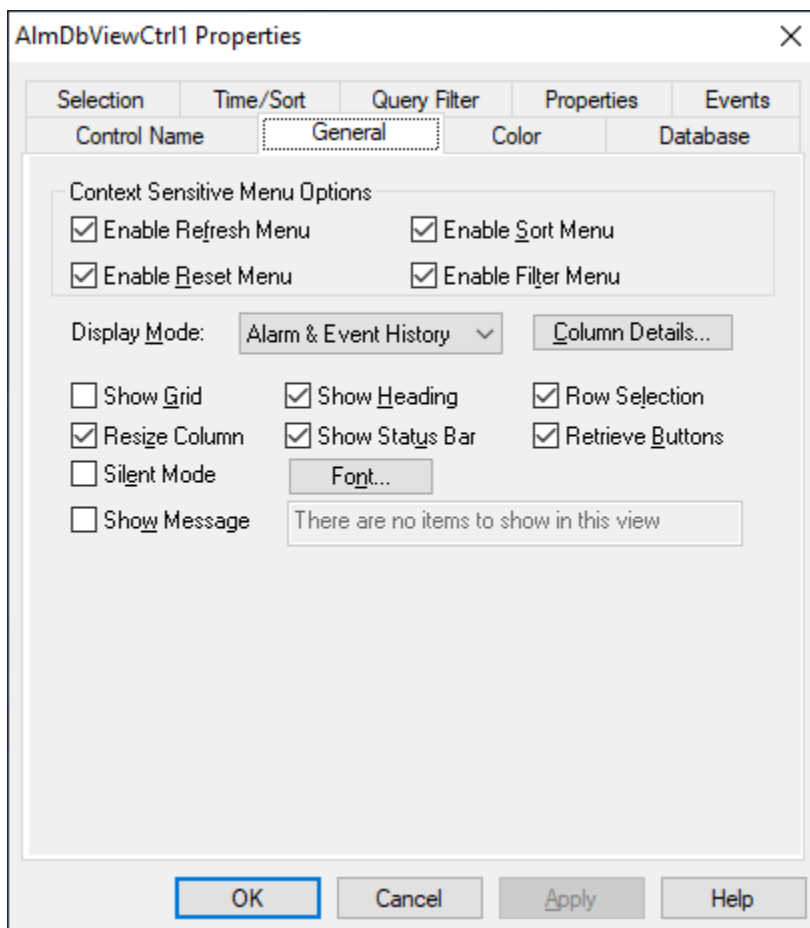 AlmDbViewCtrl1 Properties
Selection Time/Sort Query Filter Properties Events
Control Name General Color Database
Context Sensitive Menu Options
Enable Refresh Menu Enable Sort Menu
Enable Reset Menu Enable Filter Menu
Display Mode: Alarm & Event History Column Details...
Show Grid Show Heading Row Selection
Resize Column Show Status Bar Retrieve Buttons
Silent Mode Font...
Show Message There are no items to show in this view
OK Cancel Apply Help